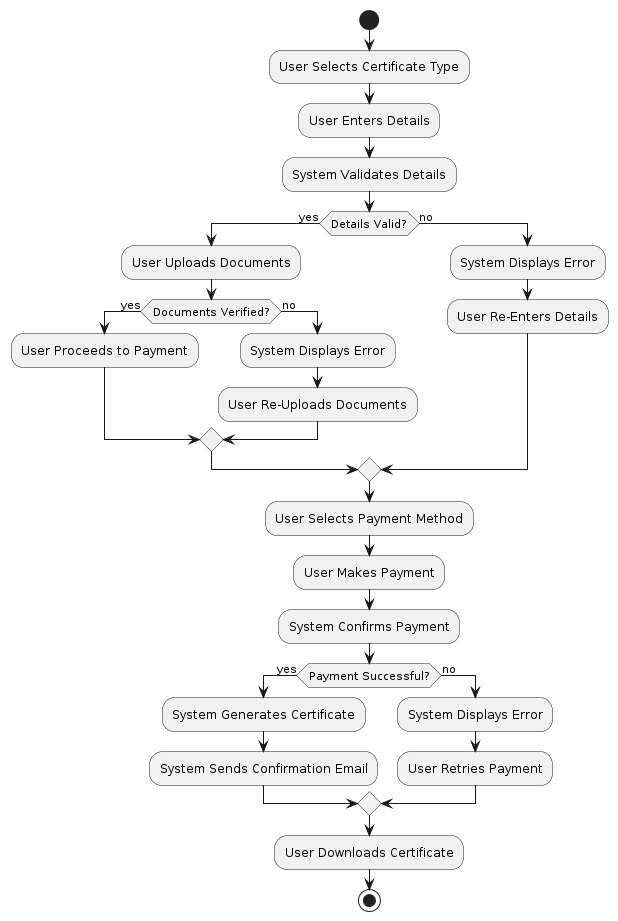 User Selects Certificate Type
User Enters Details
System Validates Details
yes
Details Valid?
no
User Uploads Documents
System Displays Error
yes
Documents Verified?
no
User Re-Enters Details
User Proceeds to Payment
System Displays Error
User Re-Uploads Documents
User Selects Payment Method
User Makes Payment
System Confirms Payment
yes
Payment Successful?
no
System Generates Certificate
System Displays Error
System Sends Confirmation Email
User Retries Payment
User Downloads Certificate